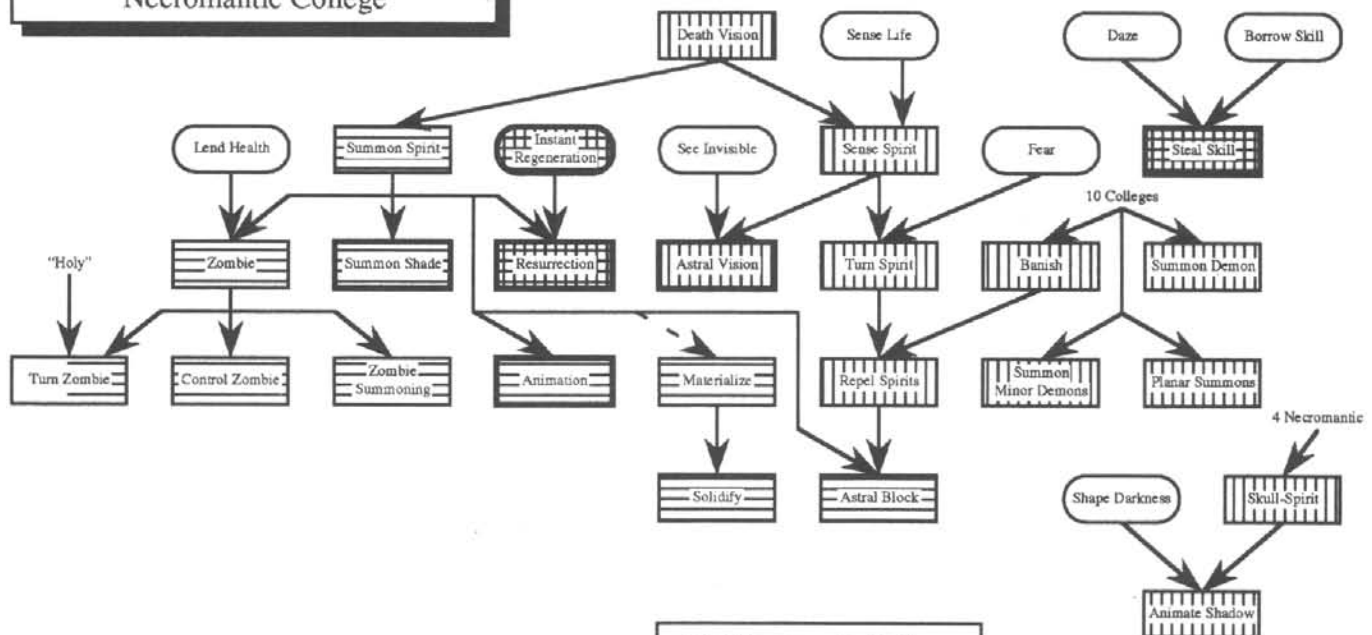 Necromantic College
Death Vision
Sense Life
Daze
Borrow Skill
Lend Health
Summon Spirit
Instant
Regeneration
See Invisible
Sense Spirit
Fear
Steal Skill
10 Colleges
"Holy"
Zombie
Summon Shade
Resurrection
Astral Vision
Turn Spirit
Banish
Summon Demon
Turn Zombie
Control Zombie
Zombie
Summoning
Animation
Materialize
Repel Spirits
Summon
Minor Demons
Planar Summons
4 Necromantic
Solidify
Astral Block
Shape Darkness
Skull-Spirit
Animate Shadow